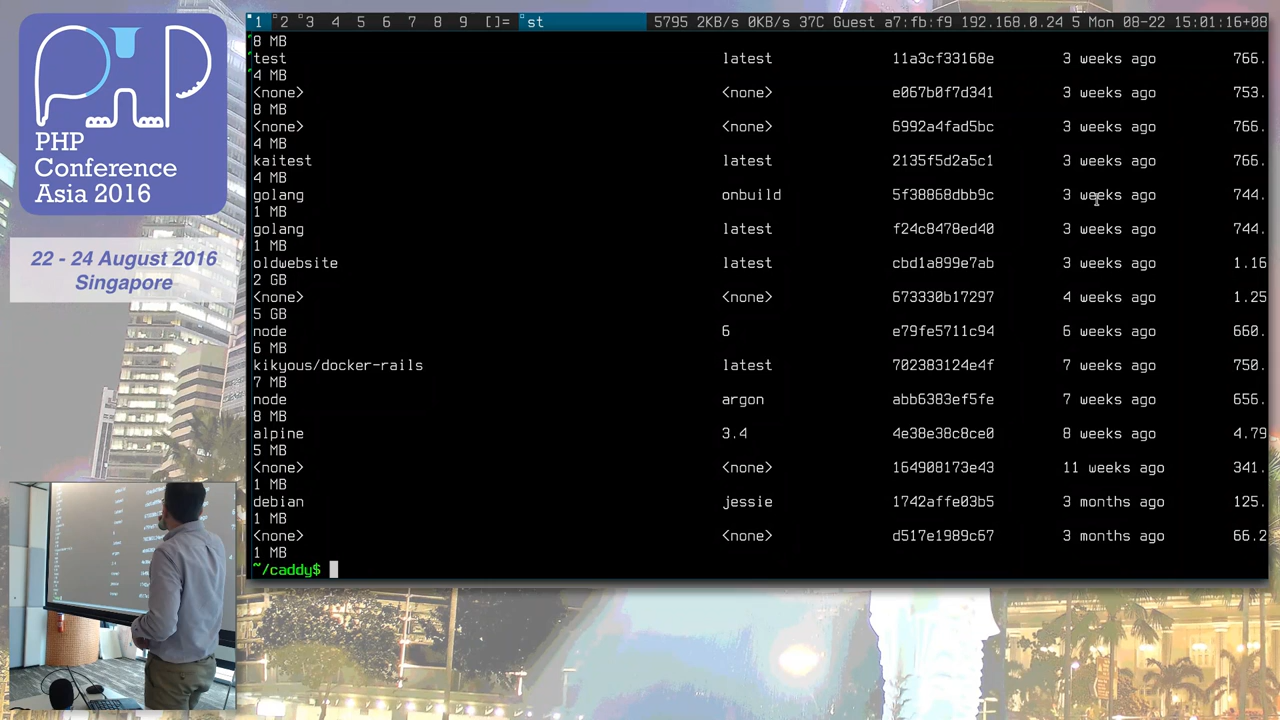 PHP
Conference
Asia 2016
22 - 24 August 2016
Singapore
1 2 3 4 5 6 7 8 9 []= st 5795 2KB/s 0KB/s 37C Guest a7:fb:f9 192.168.0.24 5 Mon 08-22 15:01:16+08
8 MB
test latest 11a3cf33168e 3 weeks ago 766.
4 MB
<none> <none> e067b0f7d341 3 weeks ago 753.
8 MB
<none> <none> 6992a4fad5bc 3 weeks ago 766.
4 MB
kaitest latest 2135f5d2a5c1 3 weeks ago 766.
4 MB
golang onbuild 5f38868dbb9c 3 weeks ago 744.
1 MB
golang latest f24c8478ed40 3 weeks ago 744.
1 MB
oldwebsite latest cbd1a899e7ab 3 weeks ago 1.16
2 GB
<none> <none> 673330b17297 4 weeks ago 1.25
5 GB
node 6 e79fe5711c94 6 weeks ago 660.
6 MB
kikyous/docker-rails latest 702383124e4f 7 weeks ago 750.
7 MB
node argon abb6383ef5fe 7 weeks ago 656.
8 MB
alpine 3.4 4e38e38c8ce0 8 weeks ago 4.79
5 MB
<none> <none> 164908173e43 11 weeks ago 341.
1 MB
debian jessie 1742affe03b5 3 months ago 125.
1 MB
<none> <none> d517e1989c67 3 months ago 66.2
1 MB
~/caddy$